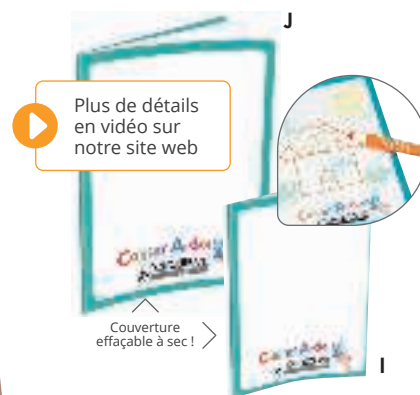 J
Plus de détails
en vidéo sur
notre site web
Couverture
effaçable à sec !
I